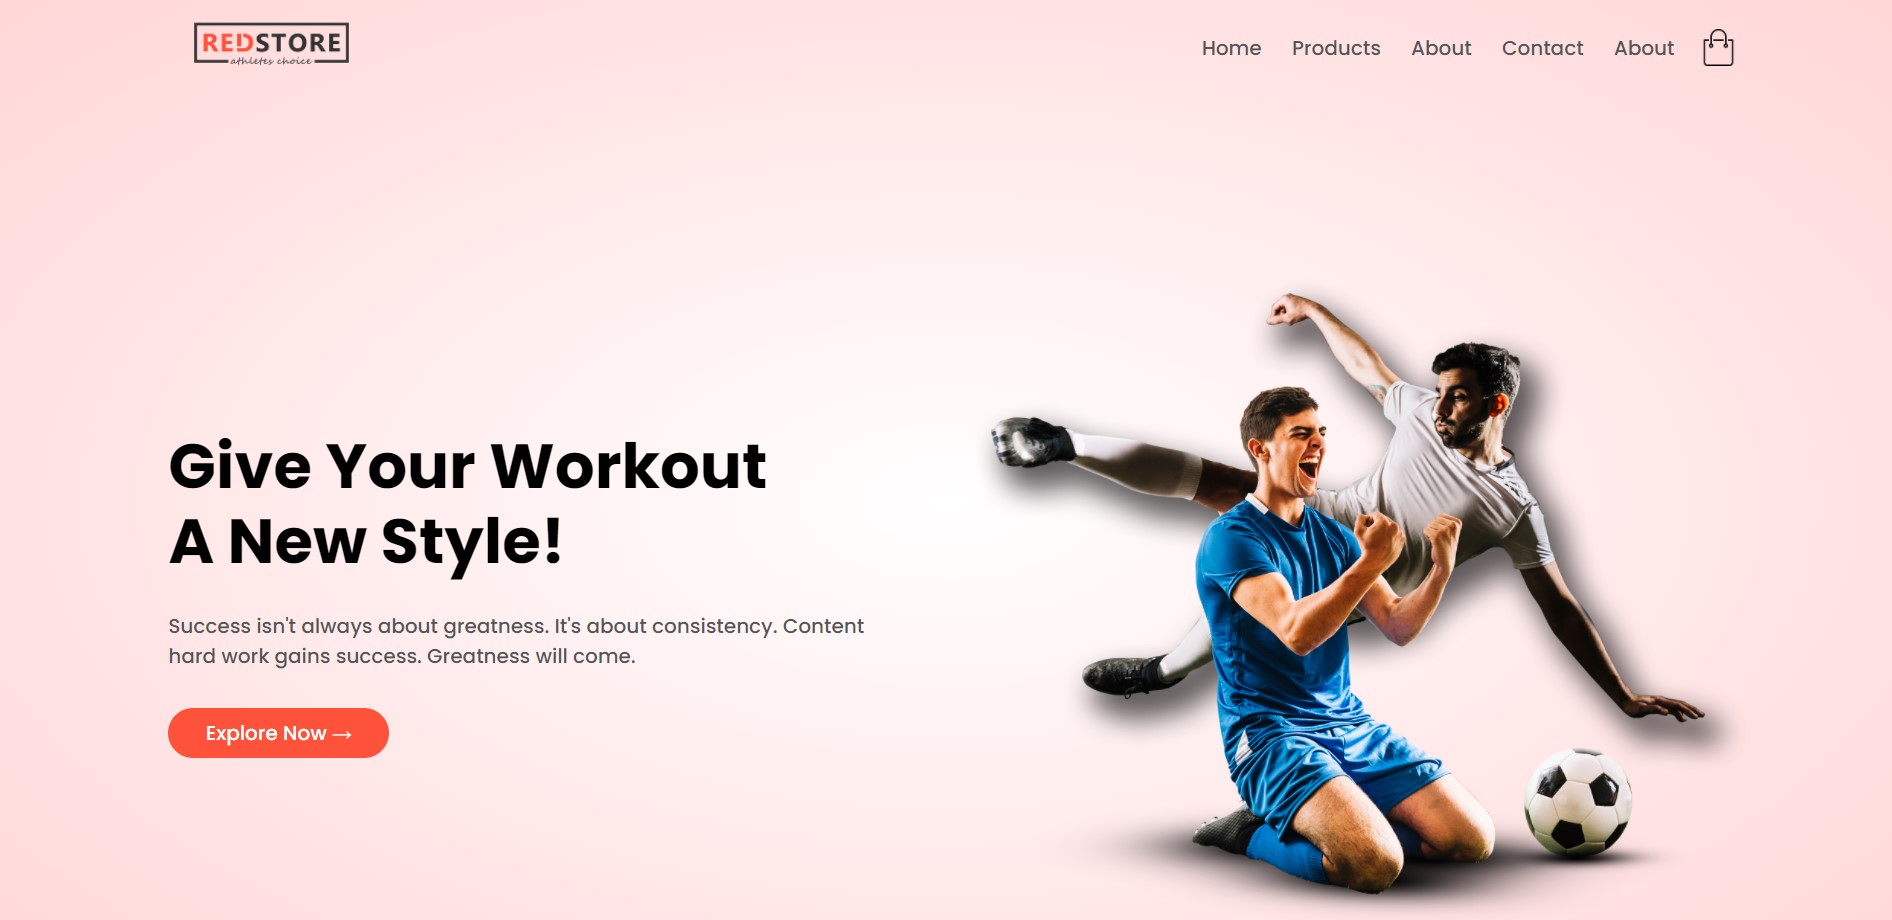 REDSTORE
athletes choice
Home Products About Contact About
Give Your Workout
A New Style!
Success isn't always about greatness. It's about consistency. Content
hard work gains success. Greatness will come.
Explore Now →